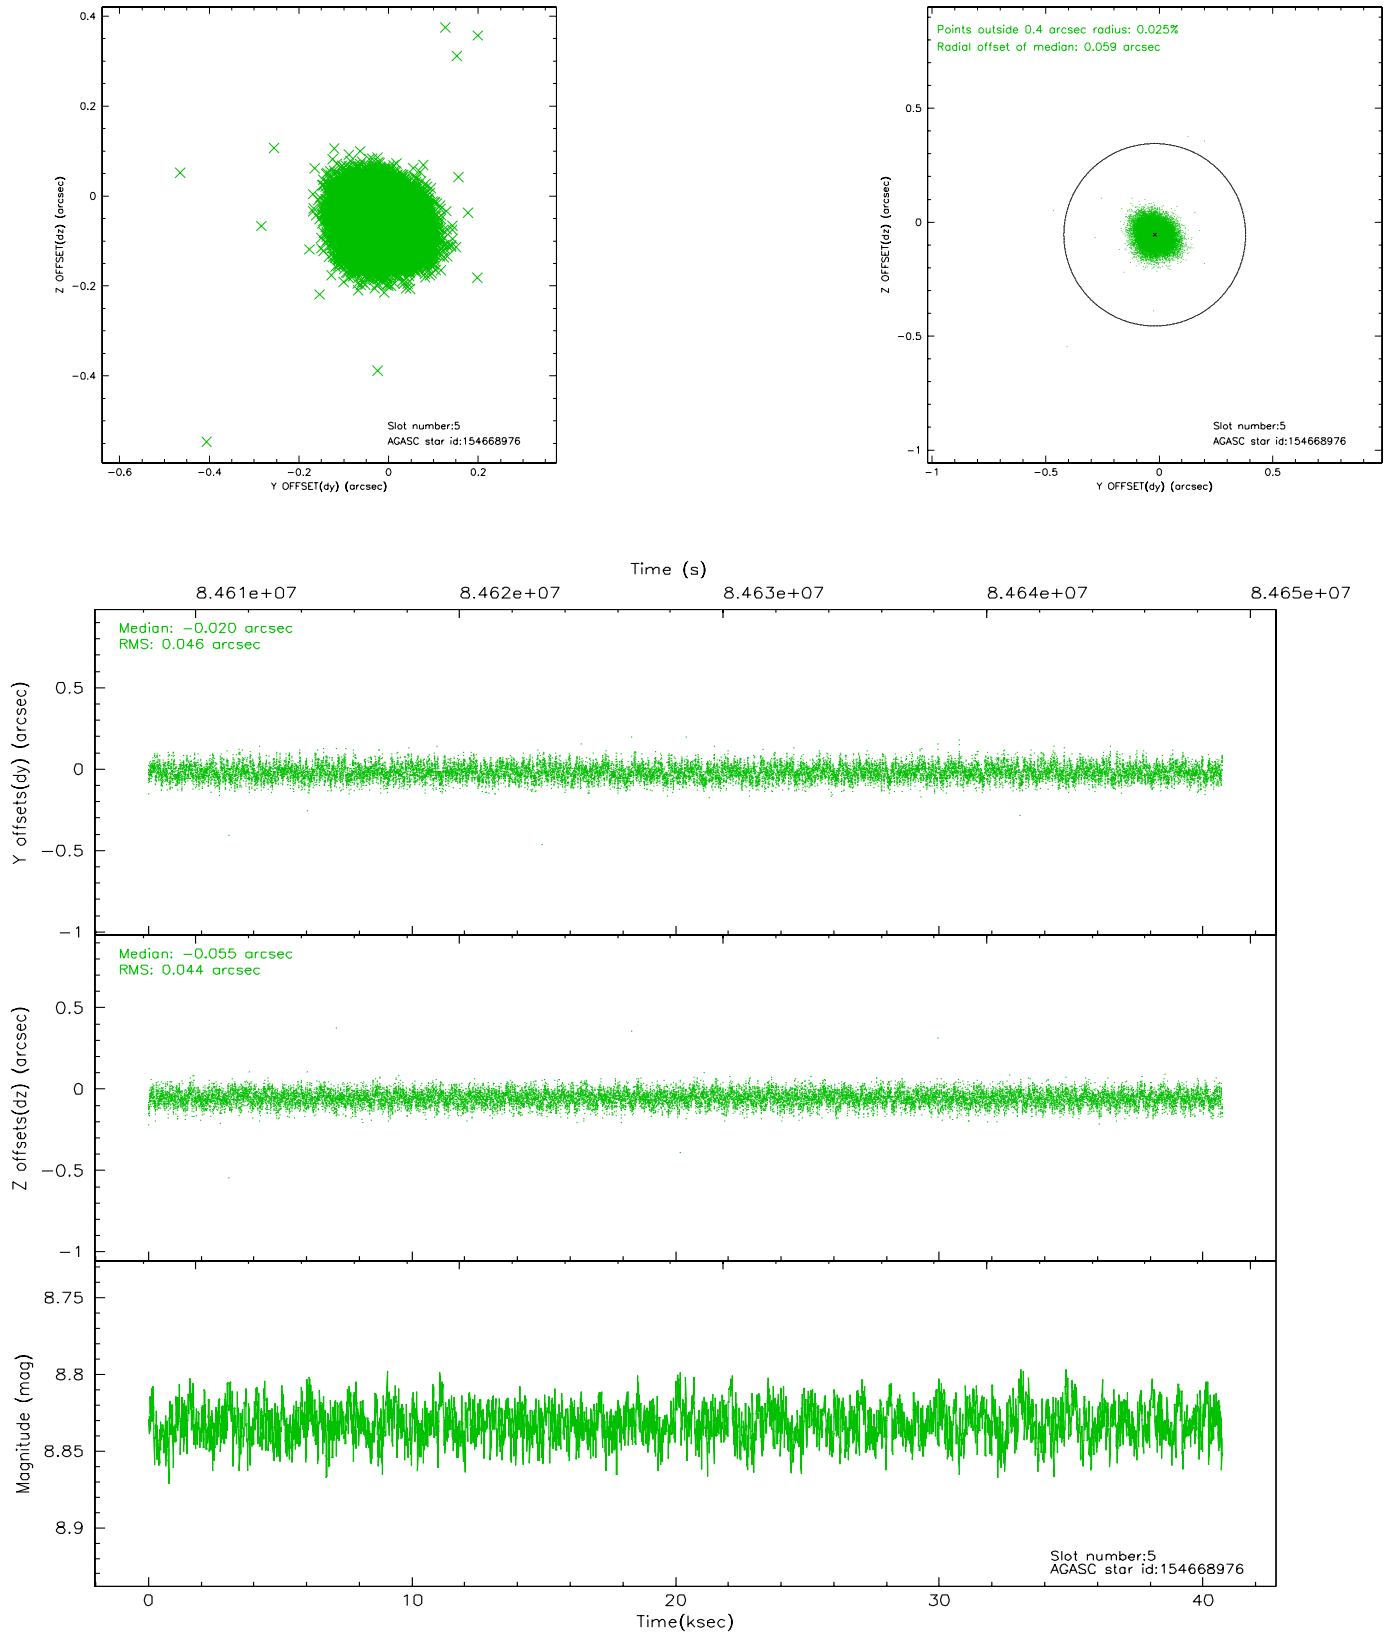 0.4
0.2
0
−0.2
−0.4
Z OFFSET(dz) (arcsec)
−0.6
−0.4
−0.2
0
0.2
Y OFFSET(dy) (arcsec)
Slot number:5
AGASC star id:154668976
Points outside 0.4 arcsec radius: 0.025%
Radial offset of median: 0.059 arcsec
0.5
0
−0.5
−1
Z OFFSET(dz) (arcsec)
−1
−0.5
0
0.5
Y OFFSET(dy) (arcsec)
Slot number:5
AGASC star id:154668976
Time (s)
8.461e+07
8.462e+07
8.463e+07
8.464e+07
8.465e+07
Median: −0.020 arcsec
RMS: 0.046 arcsec
0.5
0
−0.5
−1
Y offsets(dy) (arcsec)
Median: −0.055 arcsec
RMS: 0.044 arcsec
0.5
0
−0.5
−1
Z offsets(dz) (arcsec)
8.75
8.8
8.85
8.9
Magnitude (mag)
Slot number:5
AGASC star id:154668976
0
10
20
30
40
Time(ksec)